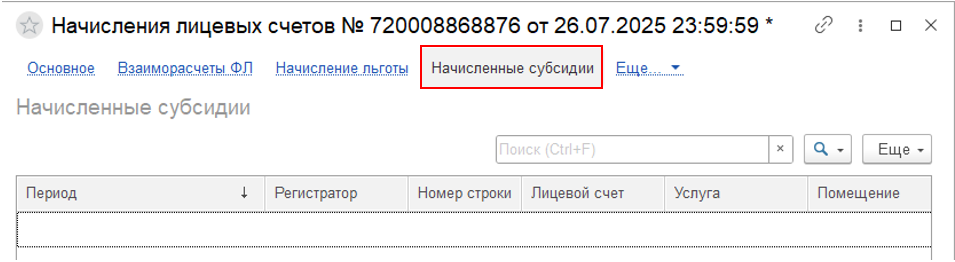 Начисления лицевых счетов № 720008868876 от 26.07.2025 23:59:59 *
Основное Взаиморасчеты ФЛ Начисление льготы Начисленные субсидии Еще...
Начисленные субсидии
Поиск (Ctrl+F) × Еще
Период ↓ Регистратор Номер строки Лицевой счет Услуга Помещение